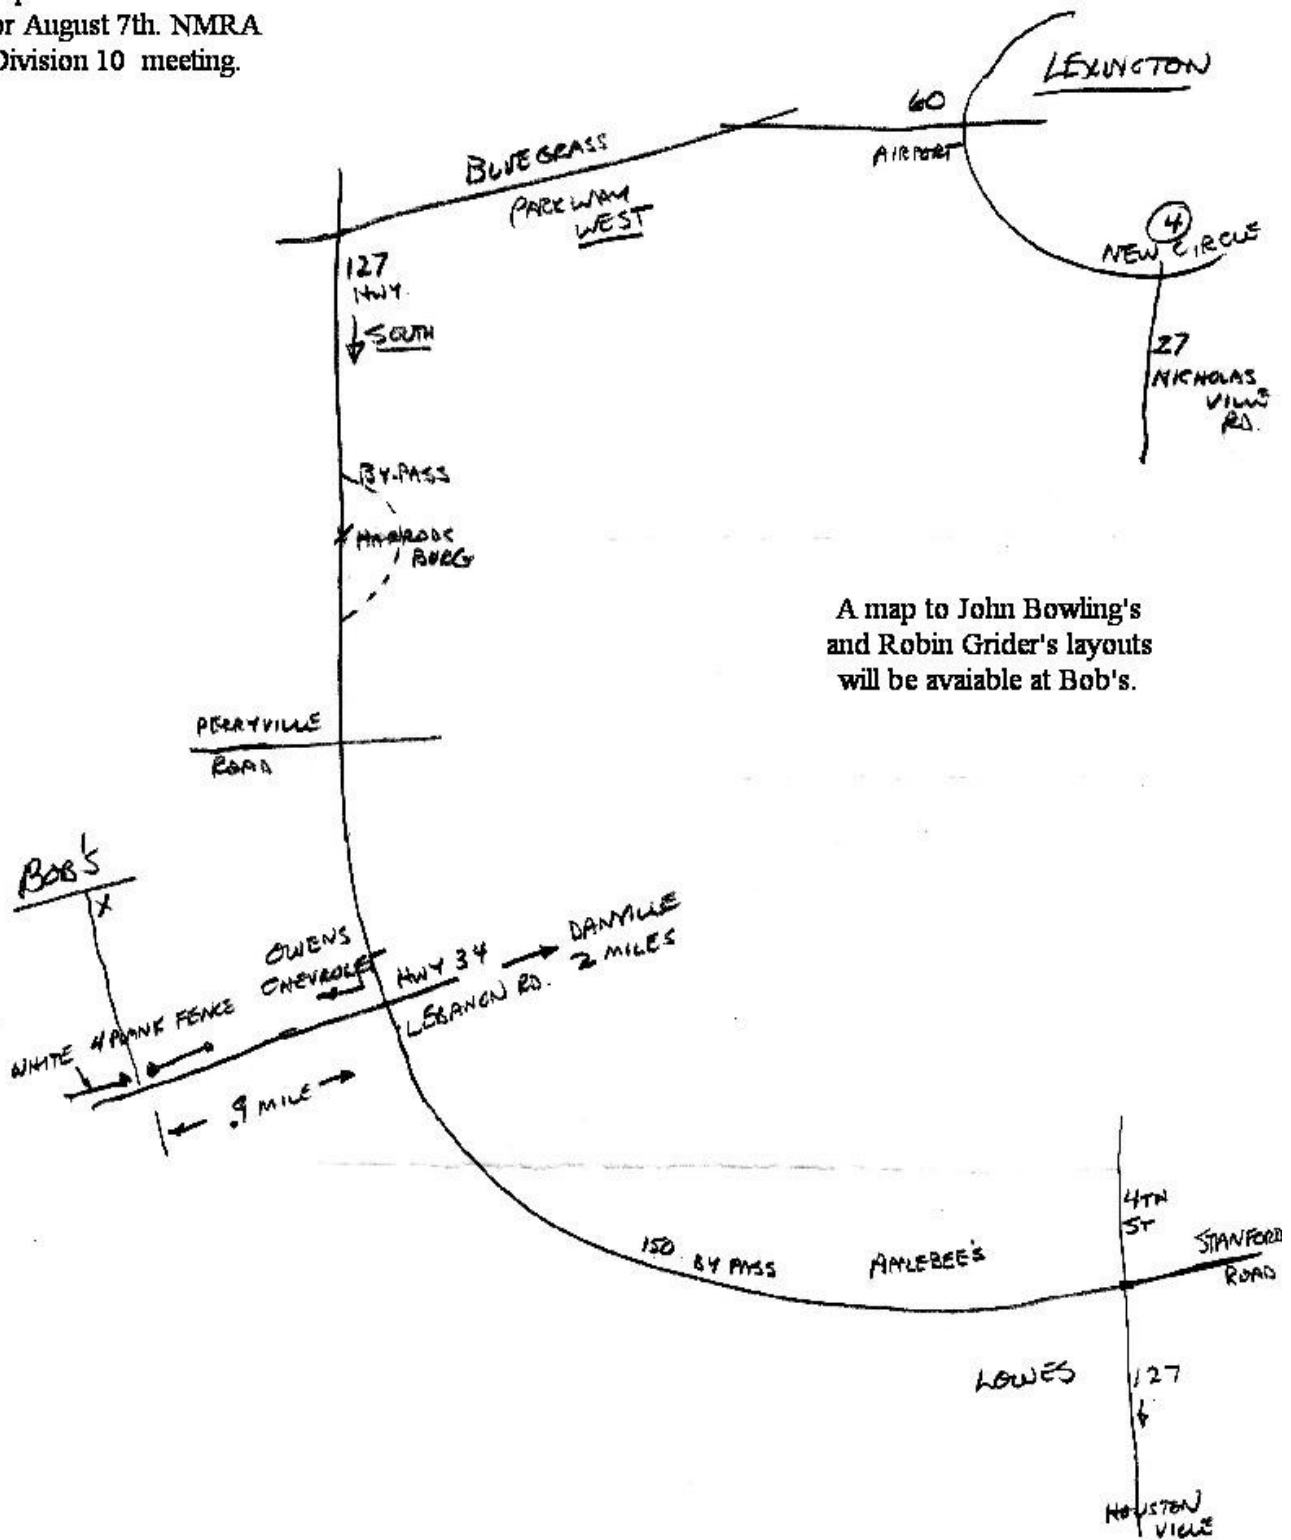 or August 7th. NMRA
Division 10 meeting.
LEXINGTON
60
AIRPORT
BLUEGRASS
PARKWAY
WEST
4
NEW CIRCLE
127
HWY.
SOUTH
27
NICHOLAS
VILLE
RD.
BY-PASS
HARRODS
BURG
A map to John Bowling's
and Robin Grider's layouts
will be avaiable at Bob's.
PERRYVILLE
ROAD
BOB'S
X
OWENS
CHEVROLET
HWY 34
LEBANON RD.
DANVILLE
2 MILES
WHITE 4 PLANK FENCE
.9 MILE
150 BY PASS
APPLEBEE'S
4TH
ST
STANFORD
ROAD
LOWES
127
HOUSTON
VILLE